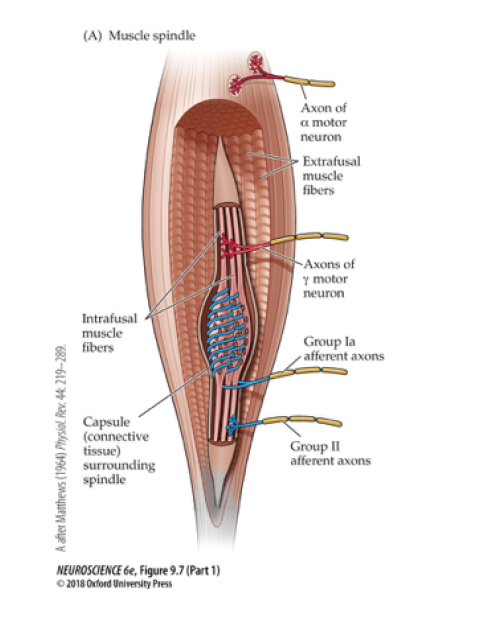 (A) Muscle spindle
Axon of
α motor
neuron
Extrafusal
muscle
fibers
Axons of
γ motor
neuron
Intrafusal
muscle
fibers
Group Ia
afferent axons
Capsule
(connective
tissue)
surrounding
spindle
Group II
afferent axons
A after Matthews (1964) Physiol. Rev. 44: 219–289.
NEUROSCIENCE 6e, Figure 9.7 (Part 1)
© 2018 Oxford University Press